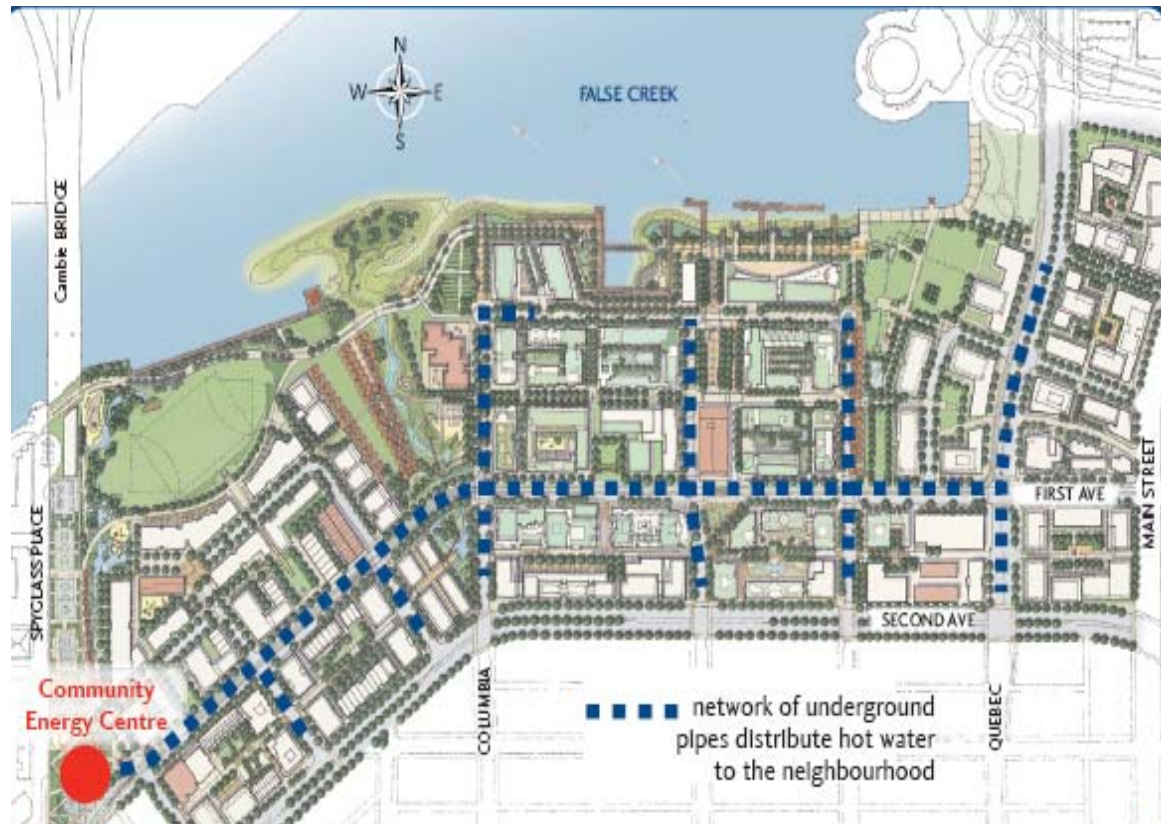 N
W
E
S
FALSE CREEK
Cambie BRIDGE
FIRST AVE
MAIN STREET
SPYGLASS PLACE
SECOND AVE
Community
Energy Centre
COLUMBIA
QUEBEC
network of underground
pipes distribute hot water
to the neighbourhood